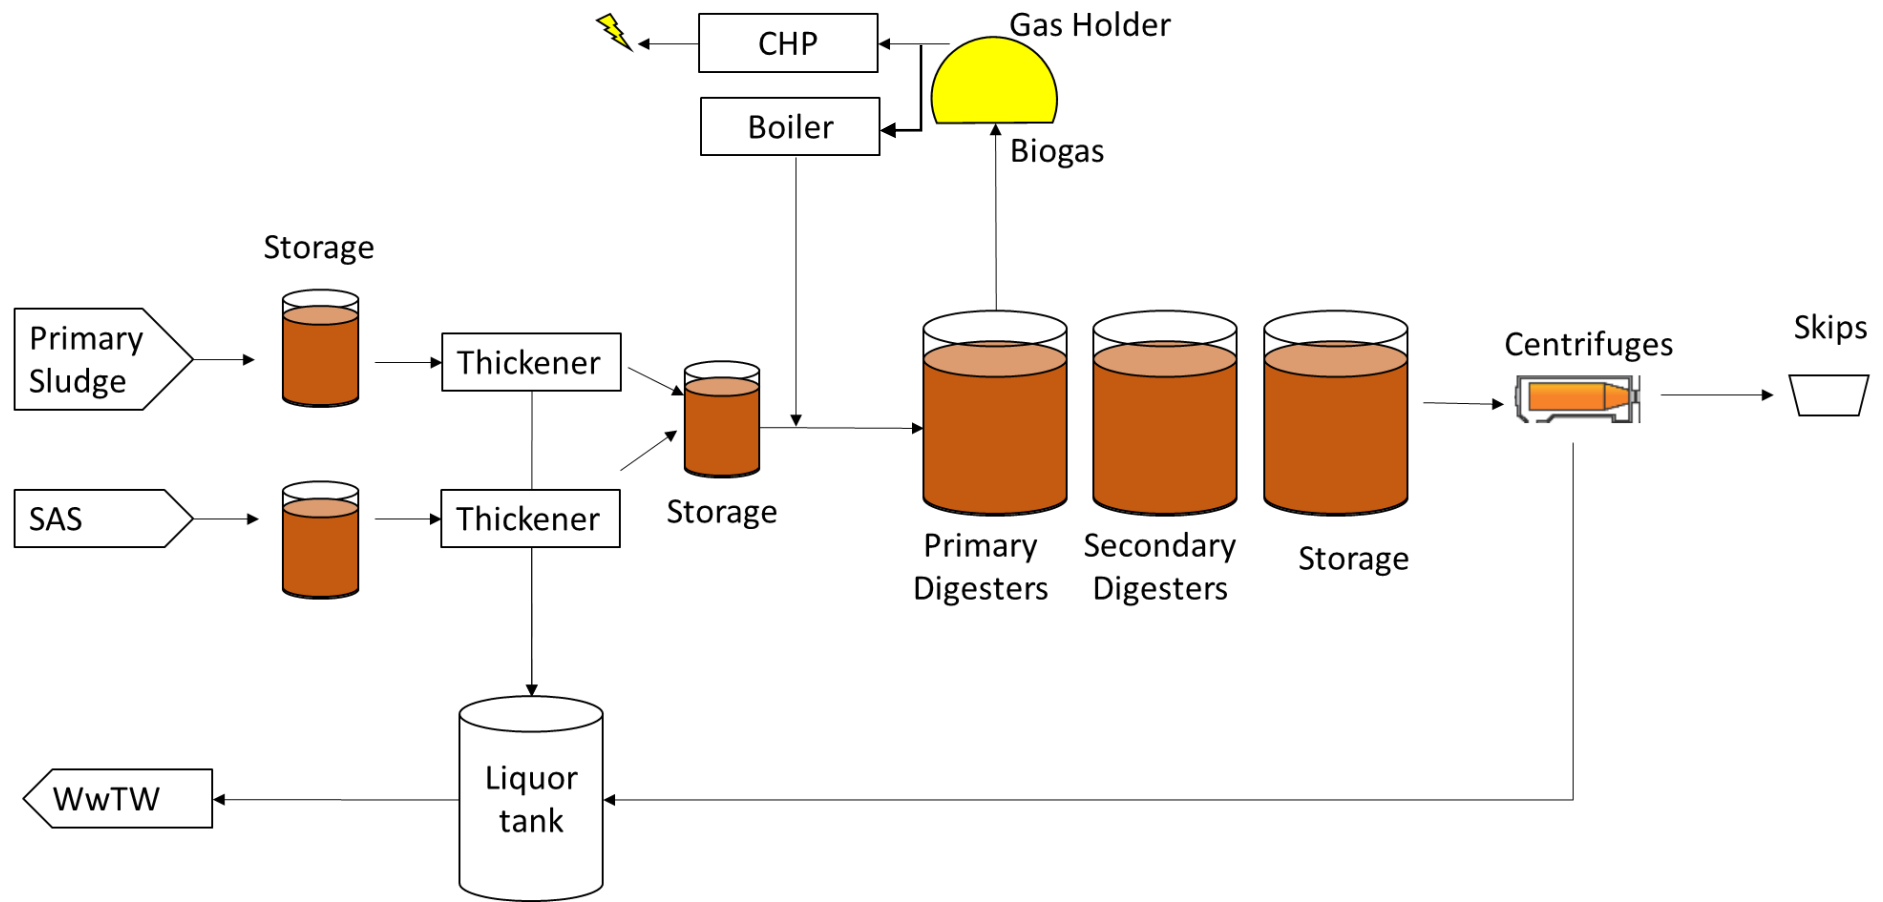 Gas Holder
CHP
Boiler
Biogas
Storage
Primary
Sludge
Thickener
Skips
Centrifuges
SAS
Thickener
Storage
Primary
Digesters
Secondary
Digesters
Storage
Liquor
tank
WwTW